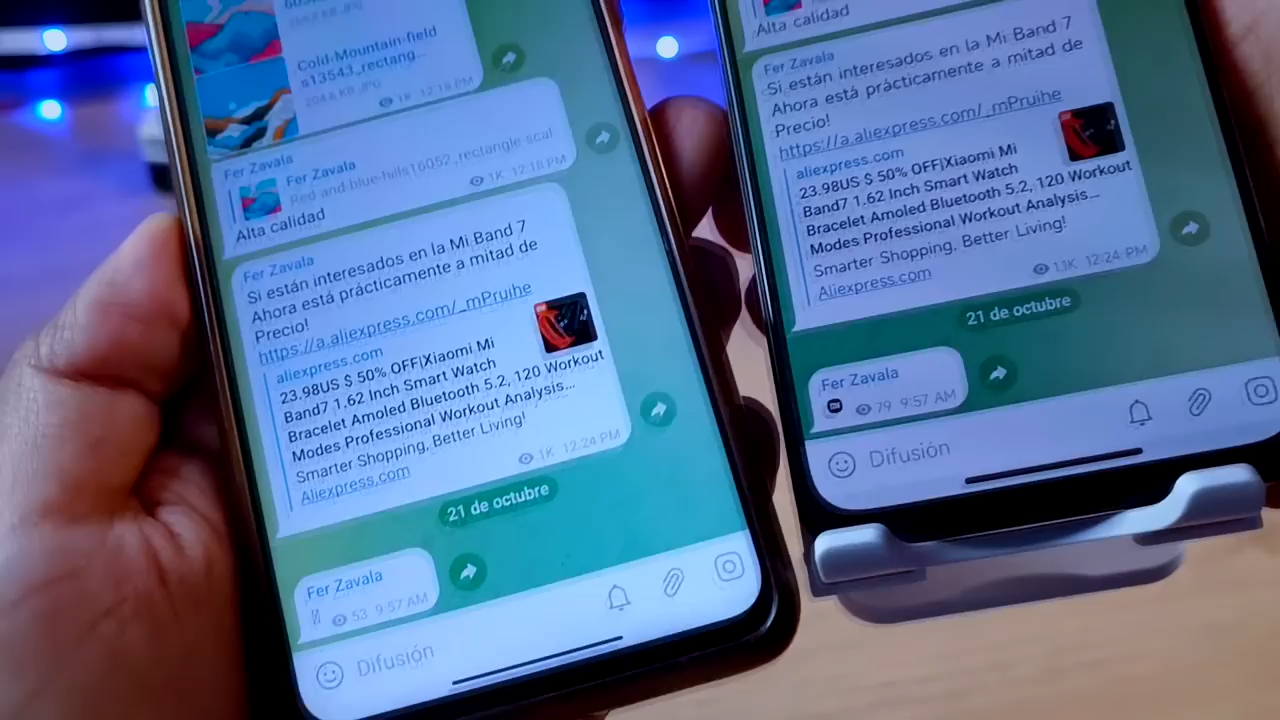 Cold-Mountain-field
s13543_rectang...
204.6 KB JPG
1K 12:18 PM
Fer Zavala
Fer Zavala
Red-and-blue-hills16052_rectangle-scal
Alta calidad
1K 12:18 PM
Fer Zavala
Si están interesados en la Mi Band 7
Ahora está prácticamente a mitad de
Precio!
https://a.aliexpress.com/_mPruihe
aliexpress.com
23.98US $ 50% OFF|Xiaomi Mi
Band7 1.62 Inch Smart Watch
Bracelet Amoled Bluetooth 5.2, 120 Workout
Modes Professional Workout Analysis...
Smarter Shopping, Better Living!
Aliexpress.com
1K 12:24 PM
21 de octubre
Fer Zavala
53 9:57 AM
Difusión
Alta calidad
Fer Zavala
Si están interesados en la Mi Band 7
Ahora está prácticamente a mitad de
Precio!
https://a.aliexpress.com/_mPruihe
aliexpress.com
23.98US $ 50% OFF|Xiaomi Mi
Band7 1.62 Inch Smart Watch
Bracelet Amoled Bluetooth 5.2, 120 Workout
Modes Professional Workout Analysis...
Smarter Shopping, Better Living!
Aliexpress.com
1.1K 12:24 PM
21 de octubre
Fer Zavala
79 9:57 AM
Difusión